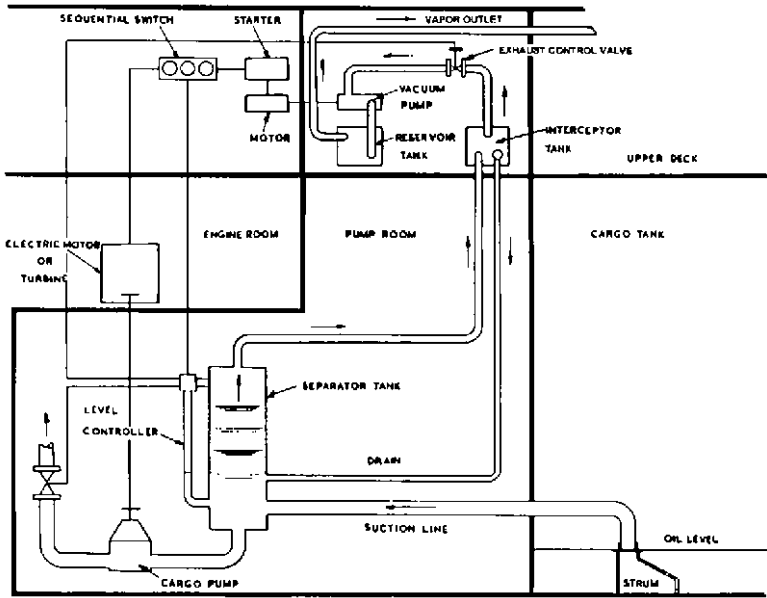 SEQUENTIAL SWITCH
STARTER
VAPOR OUTLET
EXHAUST CONTROL VALVE
VACUUM
PUMP
MOTOR
RESERVOIR
TANK
INTERCEPTOR
TANK
UPPER DECK
ELECTRIC MOTOR
OR
TURBINE
ENGINE ROOM
PUMP ROOM
CARGO TANK
SEPARATOR TANK
LEVEL
CONTROLLER
DRAIN
SUCTION LINE
OIL LEVEL
CARGO PUMP
STRUM